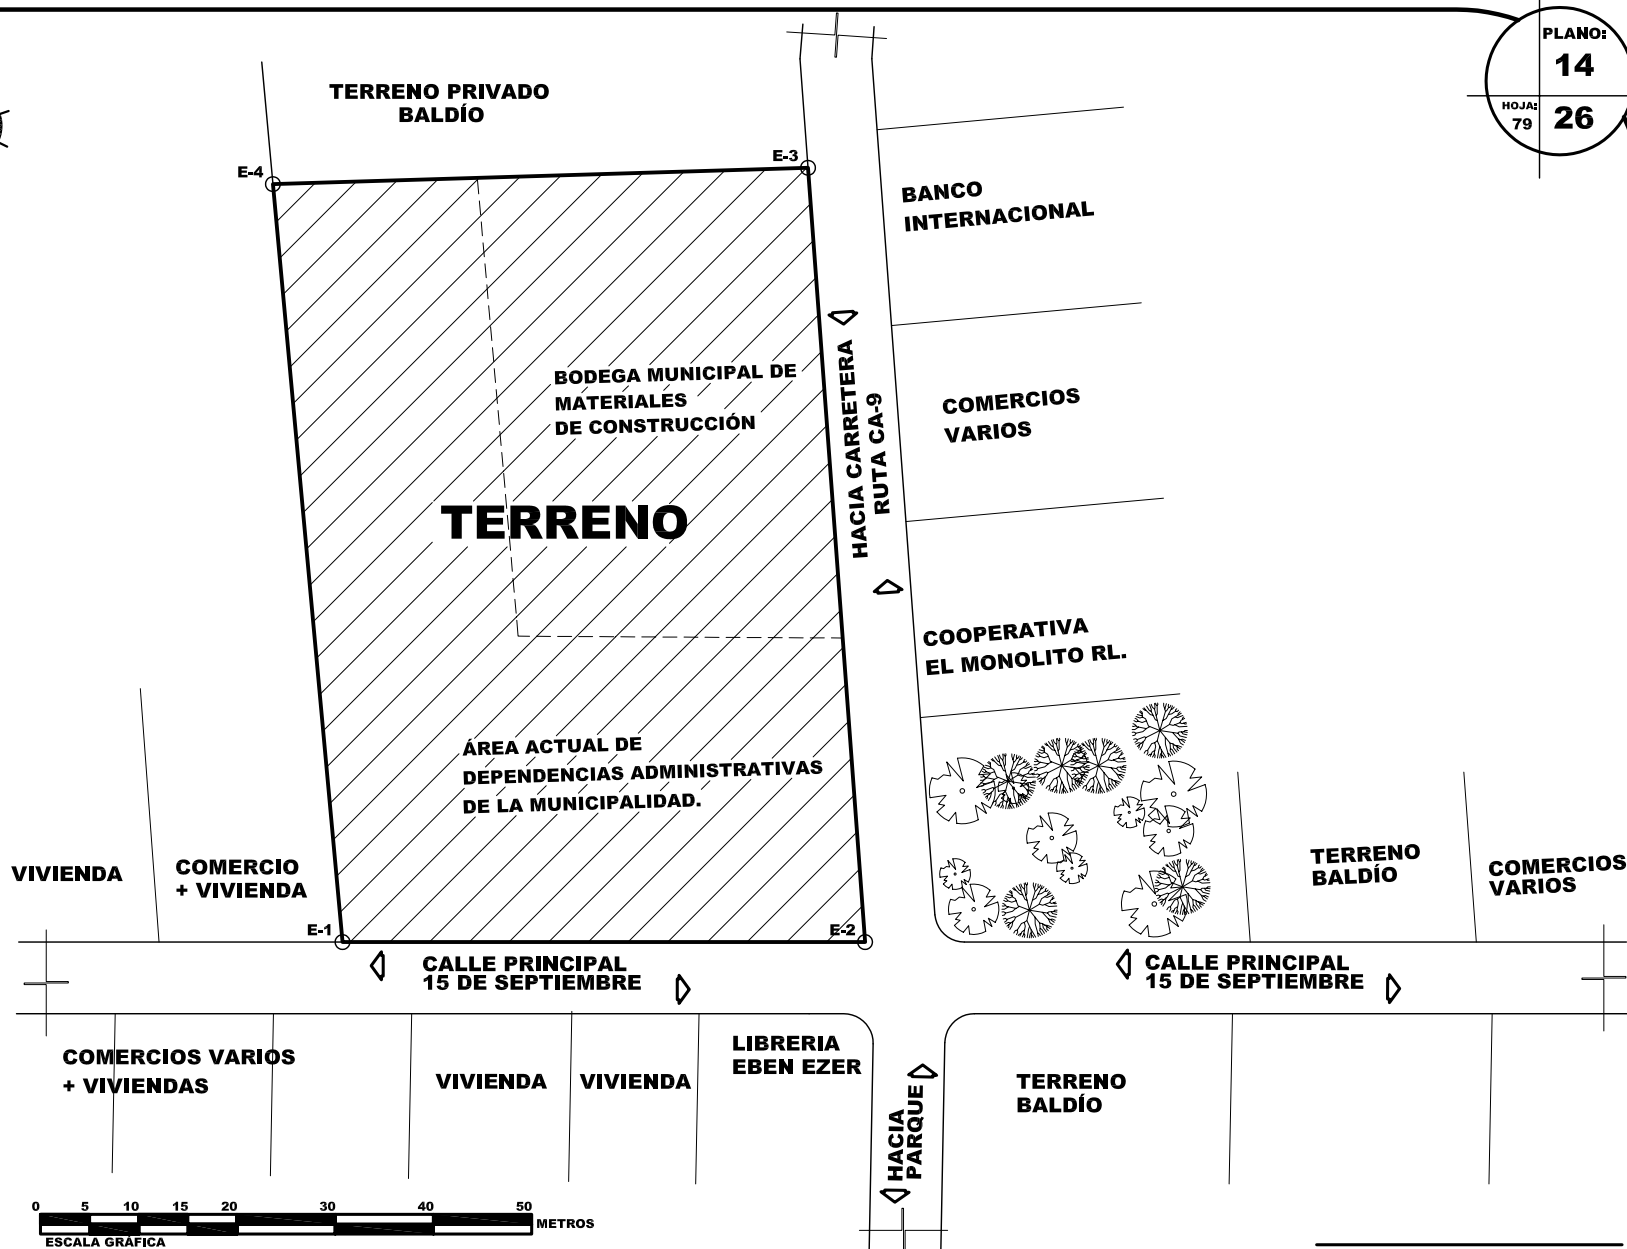 PLANO:
14
HOJA:
79
26
TERRENO PRIVADO
BALDÍO
E-4
E-3
BANCO
INTERNACIONAL
BODEGA MUNICIPAL DE
MATERIALES
DE CONSTRUCCIÓN
HACIA CARRETERA
RUTA CA-9
COMERCIOS
VARIOS
TERRENO
COOPERATIVA
EL MONOLITO RL.
ÁREA ACTUAL DE
DEPENDENCIAS ADMINISTRATIVAS
DE LA MUNICIPALIDAD.
VIVIENDA
COMERCIO
+ VIVIENDA
TERRENO
BALDÍO
COMERCIOS
VARIOS
E-1
E-2
CALLE PRINCIPAL
15 DE SEPTIEMBRE
CALLE PRINCIPAL
15 DE SEPTIEMBRE
COMERCIOS VARIOS
+ VIVIENDAS
VIVIENDA
VIVIENDA
LIBRERIA
EBEN EZER
HACIA
PARQUE
TERRENO
BALDÍO
0 5 10 15 20 30 40 50
METROS
ESCALA GRÁFICA